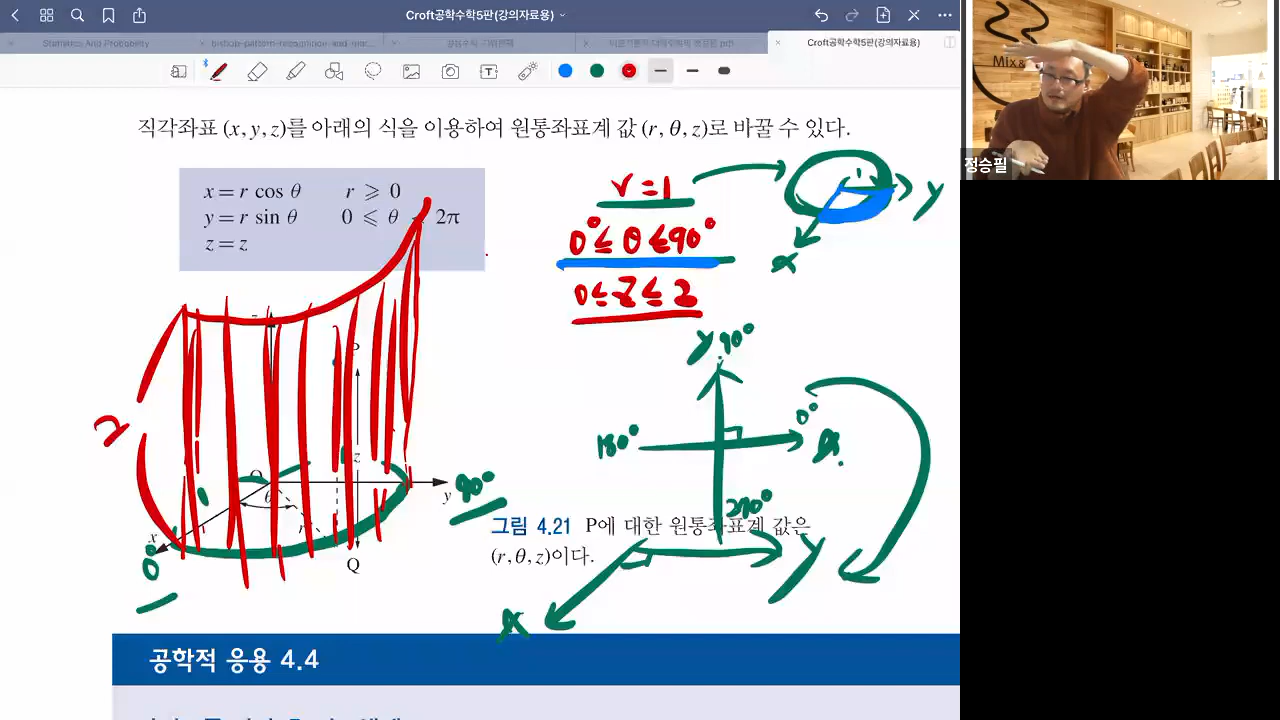 Croft공학수학5판(강의자료용)
Statistics And Probability
Croft공학수학5판(강의자료용)
Mix&
정승필
직각좌표 (x, y, z)를 아래의 식을 이용하여 원통좌표계 값 (r, θ, z)로 바꿀 수 있다.
x = r cos θ r ⩾ 0
y = r sin θ 0 ⩽ θ 2π
z = z
r = 1
0° ≤ θ ≤ 90°
0 ≤ z ≤ 2
1
y
x
2
z
P
z
O
θ
r
1
x
0°
Q
y
90°
y 90°
180°
0°
x
270°
그림 4.21 P에 대한 원통좌표계 값은
(r, θ, z)이다.
y
x
공학적 응용 4.4